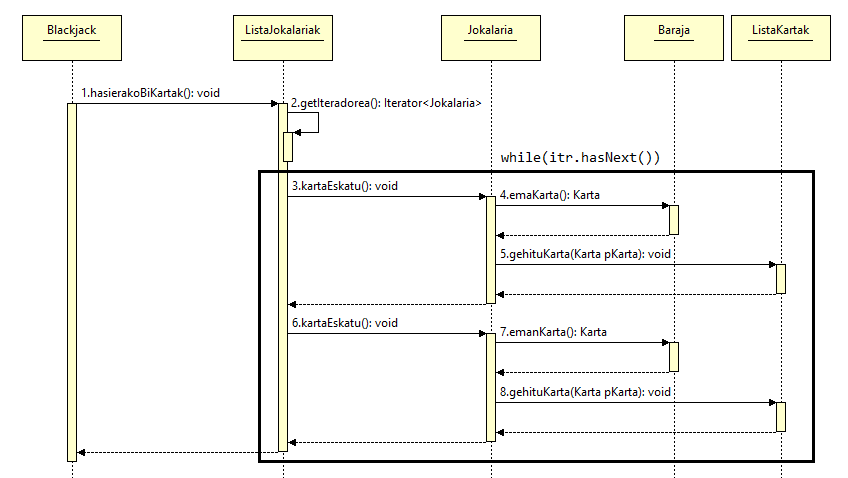 Blackjack
ListaJokalariak
Jokalaria
Baraja
ListaKartak
1.hasierakoBiKartak(): void
2.getIteradorea(): Iterator<Jokalaria>
while(itr.hasNext())
3.kartaEskatu(): void
4.emaKarta(): Karta
5.gehituKarta(Karta pKarta): void
6.kartaEskatu(): void
7.emanKarta(): Karta
8.gehituKarta(Karta pKarta): void